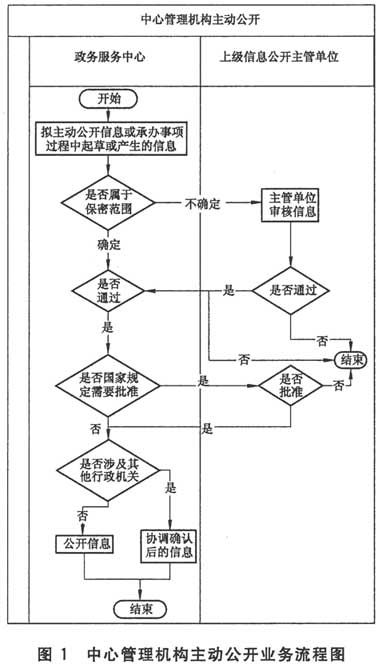 中心管理机构主动公开
政务服务中心
上级信息公开主管单位
开始
拟主动公开信息或承办事项
过程中起草或产生的信息
是否属于
保密范围
不确定
主管单位
审核信息
确定
是否
通过
是
是否通过
是
否
否
结束
是否国家规
定需要批准
是
是否
批准
否
否
是
是否涉及其
他行政机关
是
否
公开信息
协调确认
后的信息
结束
图 1 中心管理机构主动公开业务流程图